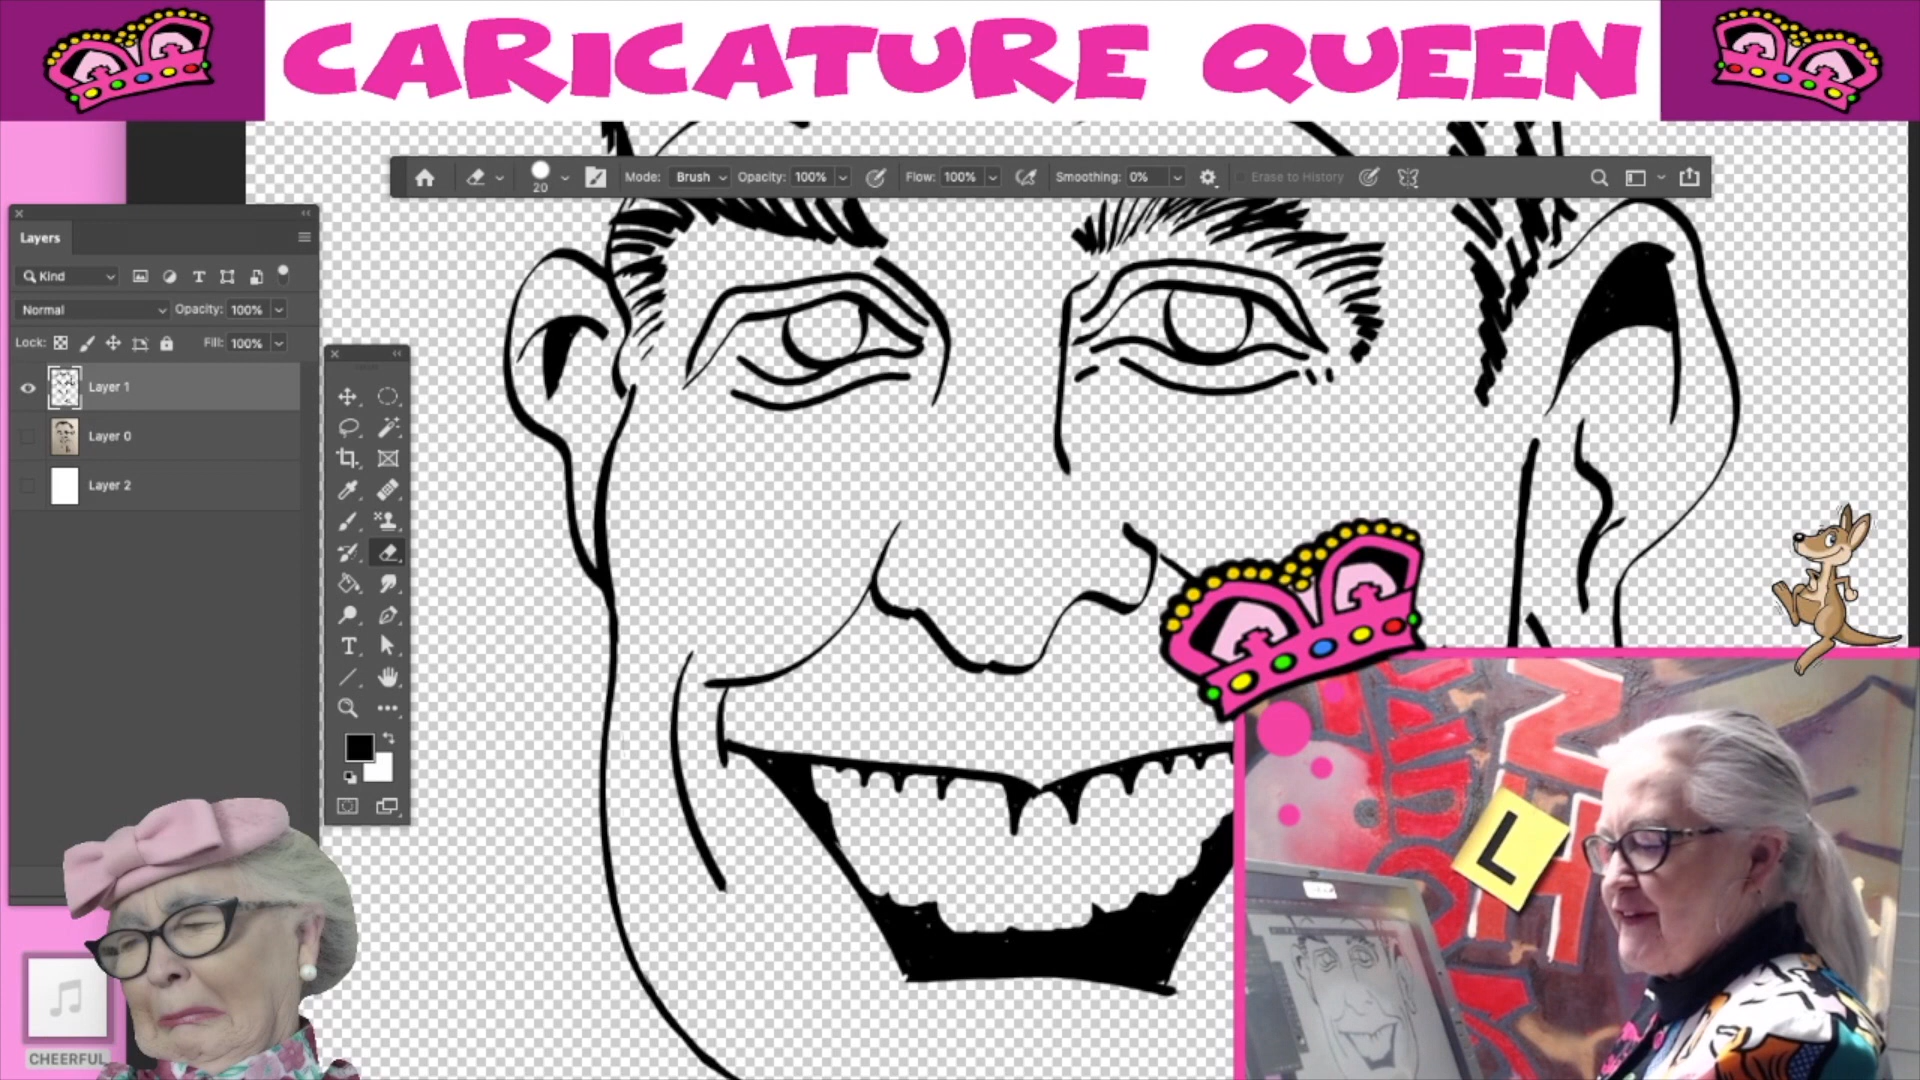 CARICATURE QUEEN
20
Mode: Brush Opacity: 100% Flow: 100% Smoothing: 0% Erase to History
Layers
Kind
Normal Opacity: 100%
Lock: Fill: 100%
Layer 1
Layer 0
Layer 2
L
CHEERFUL